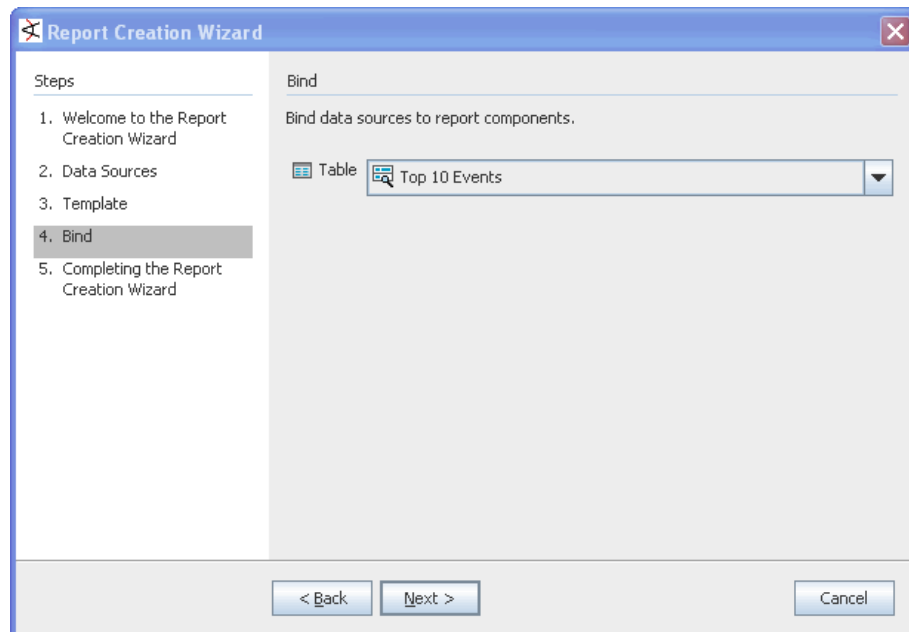 Report Creation Wizard
Steps
1. Welcome to the Report
Creation Wizard
2. Data Sources
3. Template
4. Bind
5. Completing the Report
Creation Wizard
Bind
Bind data sources to report components.
Table
Top 10 Events
< Back
Next >
Cancel